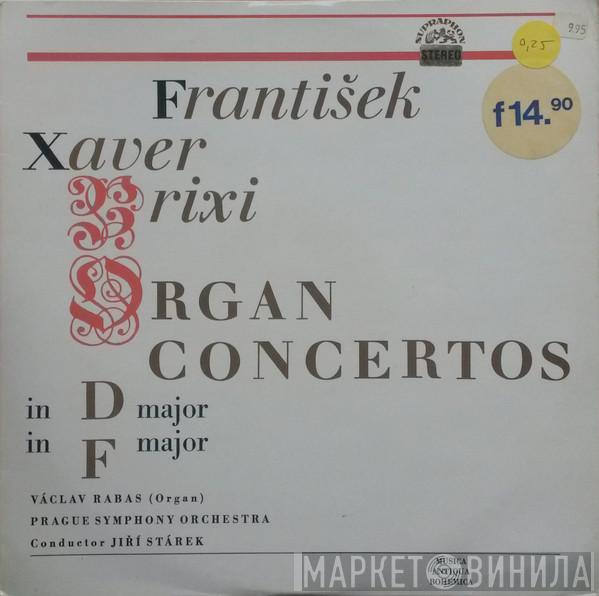 SUPRAPHON
STEREO
0,25
9.95
f14.90
František
Xaver
Brixi
ORGAN
CONCERTOS
in D major
in F major
VÁCLAV RABAS (Organ)
PRAGUE SYMPHONY ORCHESTRA
Conductor JIŘÍ STÁREK
MUSICA
ANTIQUA
BOHEMICA
МАРКЕТ ВИНИЛА